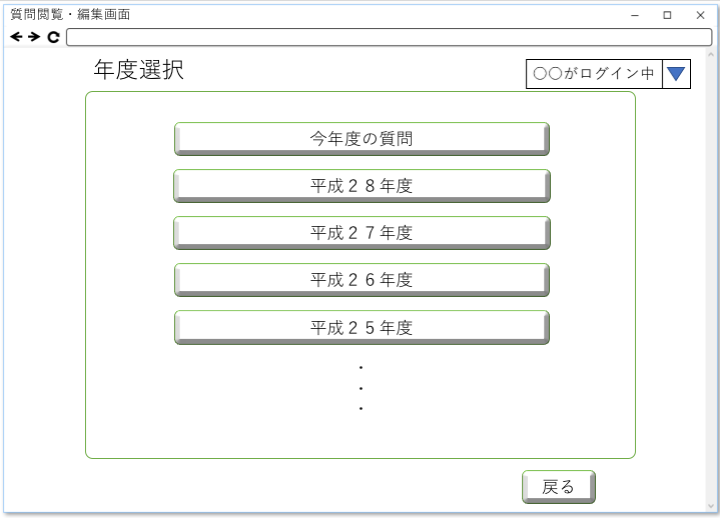 質問閲覧・編集画面
年度選択
〇〇がログイン中
今年度の質問
平成２８年度
平成２７年度
平成２６年度
平成２５年度
・
・
・
戻る